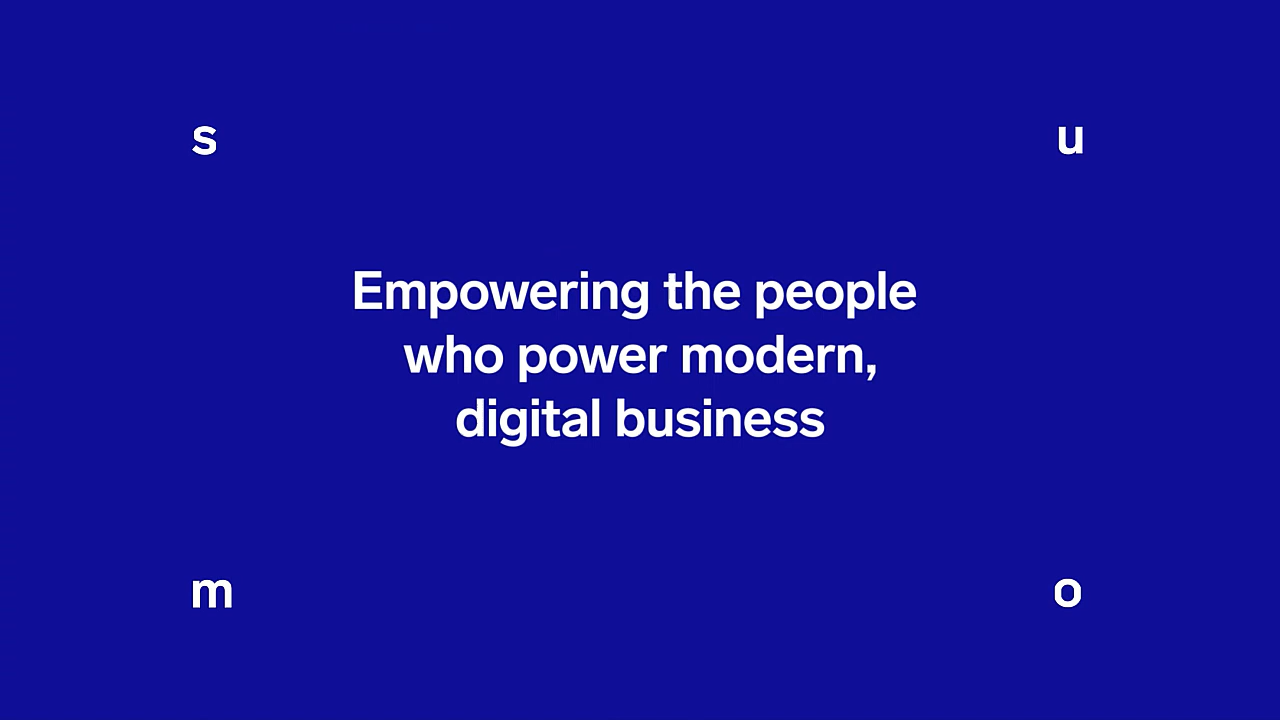 s u
Empowering the people
who power modern,
digital business
m o